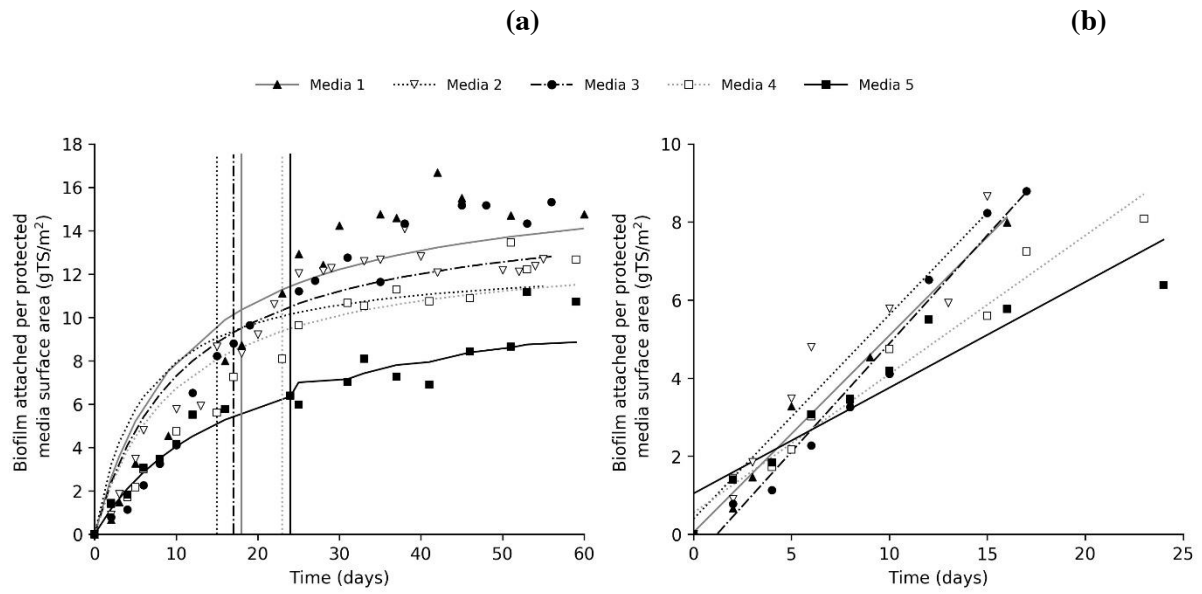 (a) (b)
Media 1 Media 2 Media 3 Media 4 Media 5
Biofilm attached per protected
media surface area (gTS/m²)
18
16
14
12
10
8
6
4
2
0
0 10 20 30 40 50 60
Time (days)
Biofilm attached per protected
media surface area (gTS/m²)
10
8
6
4
2
0
0 5 10 15 20 25
Time (days)